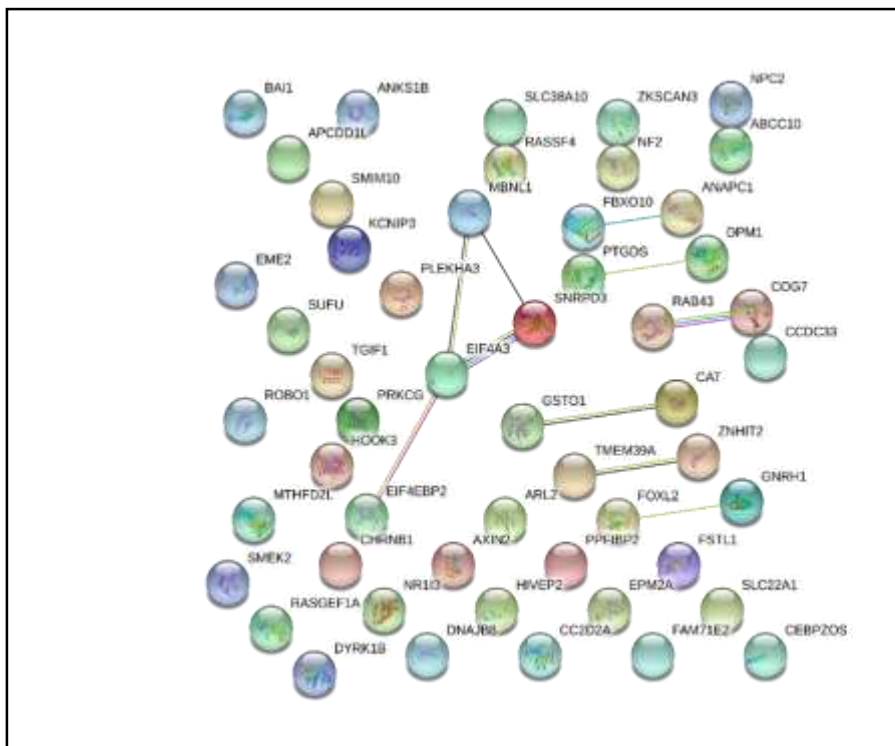 NPC2
BAI1
ANKS1B
SLC38A10
ZKSCAN3
ABCC10
APCDD1L
RASSF4
NF2
SMIM10
MBNL1
FBXO10
ANAPC1
KCNIP3
PTGDS
DPM1
EME2
PLEKHA3
SNRPD3
RAB43
COG7
SUFU
CCDC33
TGIF1
EIF4A3
CAT
ROBO1
PRKCG
GSTO1
HOOK3
TMEM39A
ZNHIT2
MTHFD2L
EIF4EBP2
ARL2
FOXL2
GNRH1
SMEK2
CHRNB1
AXIN2
PPFIBP2
FSTL1
RASGEF1A
NR1I3
HIVEP2
EPM2A
SLC22A1
DYRK1B
DNAJB8
CC2D2A
FAM71E2
CEBPZOS